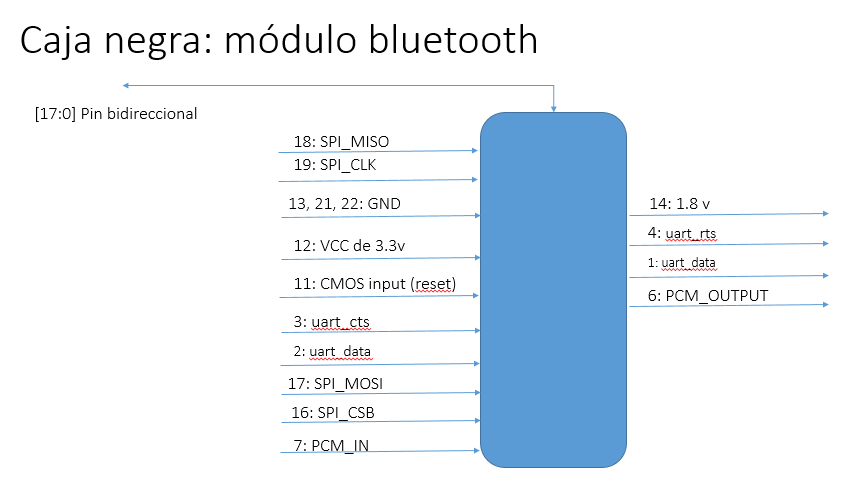 Caja negra: módulo bluetooth
[17:0] Pin bidireccional
18: SPI_MISO
19: SPI_CLK
13, 21, 22: GND
12: VCC de 3.3v
11: CMOS input (reset)
3: uart_cts
2: uart_data
17: SPI_MOSI
16: SPI_CSB
7: PCM_IN
14: 1.8 v
4: uart_rts
1: uart_data
6: PCM_OUTPUT